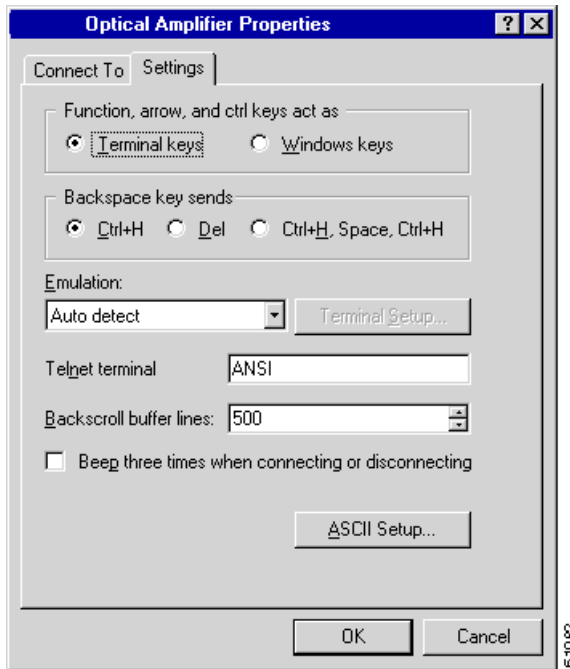 Optical Amplifier Properties
Connect To Settings
Function, arrow, and ctrl keys act as
Terminal keys Windows keys
Backspace key sends
Ctrl+H Del Ctrl+H, Space, Ctrl+H
Emulation:
Auto detect Terminal Setup...
Telnet terminal ANSI
Backscroll buffer lines: 500
Beep three times when connecting or disconnecting
ASCII Setup...
OK Cancel